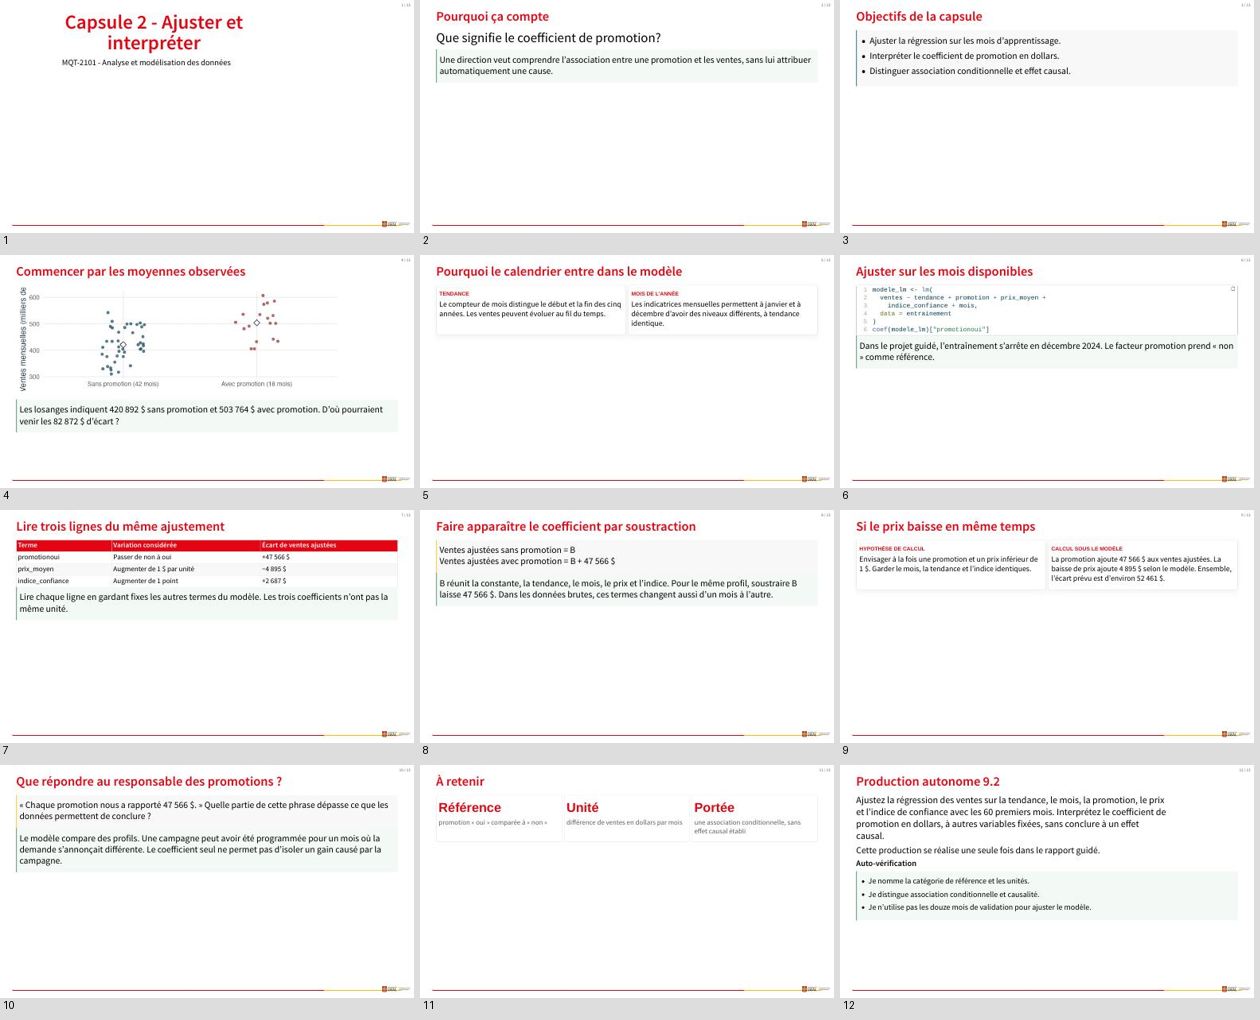 Capsule 2 - Ajuster et
interpréter
MQT-2101 - Analyse et modélisation des données
1
Pourquoi ça compte
Que signifie le coefficient de promotion?
Une direction veut comprendre l'association entre une promotion et les ventes, sans lui attribuer
automatiquement une cause.
2
Objectifs de la capsule
• Ajuster la régression sur les mois d'apprentissage.
• Interpréter le coefficient de promotion en dollars.
• Distinguer association conditionnelle et effet causal.
3
Commencer par les moyennes observées
Ventes mensuelles (milliers de
600
500
400
300
Sans promotion (42 mois)
Avec promotion (18 mois)
Les losanges indiquent 420 892 $ sans promotion et 503 764 $ avec promotion. D'où pourraient
venir les 82 872 $ d'écart ?
4
Pourquoi le calendrier entre dans le modèle
TENDANCE
Le compteur de mois distingue le début et la fin des cinq
années. Les ventes peuvent évoluer au fil du temps.
MOIS DE L'ANNÉE
Les indicatrices mensuelles permettent à janvier et à
décembre d'avoir des niveaux différents, à tendance
identique.
5
Ajuster sur les mois disponibles
1 modele_lm <- lm(
2 ventes ~ tendance + promotion + prix_moyen +
3 indice_confiance + mois,
4 data = entrainement
5 )
6 coef(modele_lm)["promotionoui"]
Dans le projet guidé, l'entraînement s'arrête en décembre 2024. Le facteur promotion prend « non
» comme référence.
6
Lire trois lignes du même ajustement
Terme Variation considérée Écart de ventes ajustées
promotionoui Passer de non à oui +47 566 $
prix_moyen Augmenter de 1 $ par unité −4 895 $
indice_confiance Augmenter de 1 point +2 687 $
Lire chaque ligne en gardant fixes les autres termes du modèle. Les trois coefficients n'ont pas la
même unité.
7
Faire apparaître le coefficient par soustraction
Ventes ajustées sans promotion = B
Ventes ajustées avec promotion = B + 47 566 $
B réunit la constante, la tendance, le mois, le prix et l'indice. Pour le même profil, soustraire B
laisse 47 566 $. Dans les données brutes, ces termes changent aussi d'un mois à l'autre.
8
Si le prix baisse en même temps
HYPOTHÈSE DE CALCUL
Envisager à la fois une promotion et un prix inférieur de
1 $. Garder le mois, la tendance et l'indice identiques.
CALCUL SOUS LE MODÈLE
La promotion ajoute 47 566 $ aux ventes ajustées. La
baisse de prix ajoute 4 895 $ selon le modèle. Ensemble,
l'écart prévu est d'environ 52 461 $.
9
Que répondre au responsable des promotions ?
« Chaque promotion nous a rapporté 47 566 $. » Quelle partie de cette phrase dépasse ce que les
données permettent de conclure ?
Le modèle compare des profils. Une campagne peut avoir été programmée pour un mois où la
demande s'annonçait différente. Le coefficient seul ne permet pas d'isoler un gain causé par la
campagne.
10
À retenir
Référence
promotion « oui » comparée à « non »
Unité
différence de ventes en dollars par mois
Portée
une association conditionnelle, sans
effet causal établi
11
Production autonome 9.2
Ajustez la régression des ventes sur la tendance, le mois, la promotion, le prix
et l'indice de confiance avec les 60 premiers mois. Interprétez le coefficient de
promotion en dollars, à autres variables fixées, sans conclure à un effet
causal.
Cette production se réalise une seule fois dans le rapport guidé.
Auto-vérification
• Je nomme la catégorie de référence et les unités.
• Je distingue association conditionnelle et causalité.
• Je n'utilise pas les douze mois de validation pour ajuster le modèle.
12